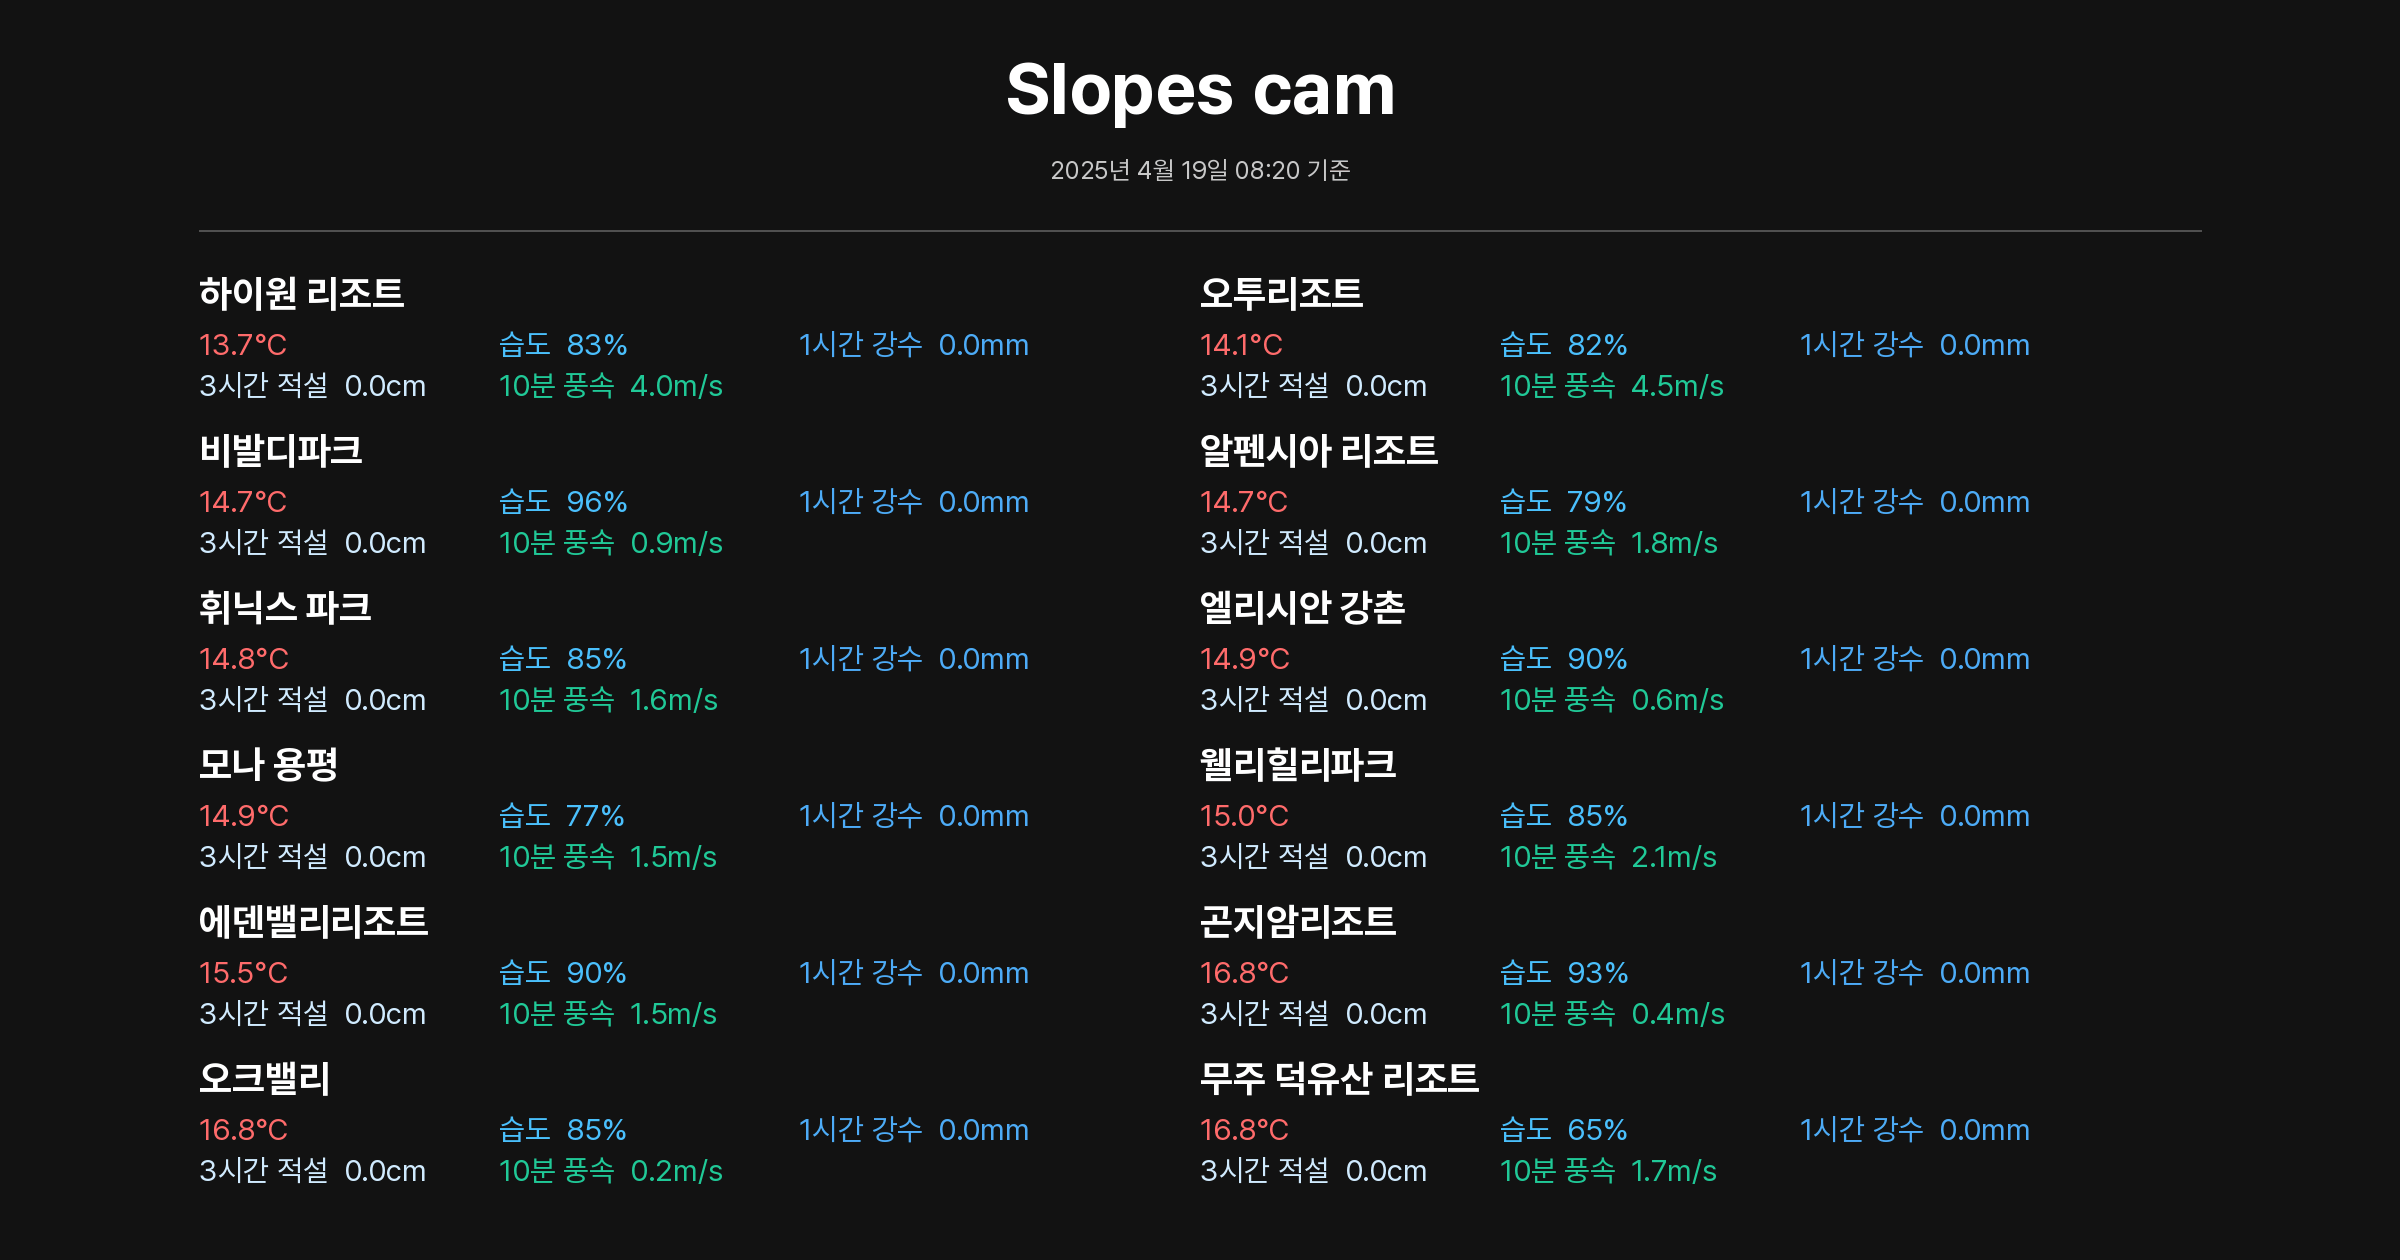 Slopes cam
2025년 4월 19일 08:20 기준
하이원 리조트
13.7°C 습도 83% 1시간 강수 0.0mm
3시간 적설 0.0cm 10분 풍속 4.0m/s
오투리조트
14.1°C 습도 82% 1시간 강수 0.0mm
3시간 적설 0.0cm 10분 풍속 4.5m/s
비발디파크
14.7°C 습도 96% 1시간 강수 0.0mm
3시간 적설 0.0cm 10분 풍속 0.9m/s
알펜시아 리조트
14.7°C 습도 79% 1시간 강수 0.0mm
3시간 적설 0.0cm 10분 풍속 1.8m/s
휘닉스 파크
14.8°C 습도 85% 1시간 강수 0.0mm
3시간 적설 0.0cm 10분 풍속 1.6m/s
엘리시안 강촌
14.9°C 습도 90% 1시간 강수 0.0mm
3시간 적설 0.0cm 10분 풍속 0.6m/s
모나 용평
14.9°C 습도 77% 1시간 강수 0.0mm
3시간 적설 0.0cm 10분 풍속 1.5m/s
웰리힐리파크
15.0°C 습도 85% 1시간 강수 0.0mm
3시간 적설 0.0cm 10분 풍속 2.1m/s
에덴밸리리조트
15.5°C 습도 90% 1시간 강수 0.0mm
3시간 적설 0.0cm 10분 풍속 1.5m/s
곤지암리조트
16.8°C 습도 93% 1시간 강수 0.0mm
3시간 적설 0.0cm 10분 풍속 0.4m/s
오크밸리
16.8°C 습도 85% 1시간 강수 0.0mm
3시간 적설 0.0cm 10분 풍속 0.2m/s
무주 덕유산 리조트
16.8°C 습도 65% 1시간 강수 0.0mm
3시간 적설 0.0cm 10분 풍속 1.7m/s